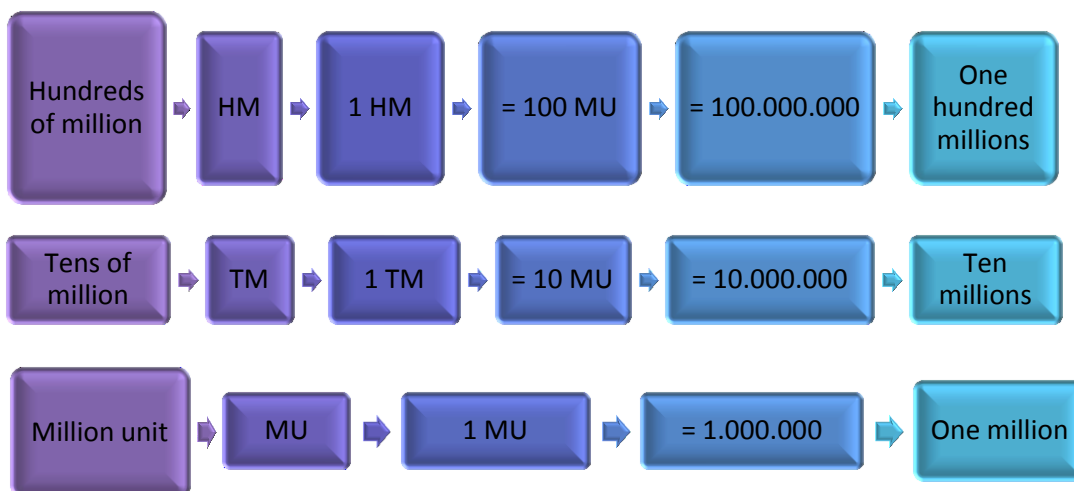 Hundreds
of million
HM
1 HM
= 100 MU
= 100.000.000
One
hundred
millions
Tens of
million
TM
1 TM
= 10 MU
= 10.000.000
Ten
millions
Million unit
MU
1 MU
= 1.000.000
One million